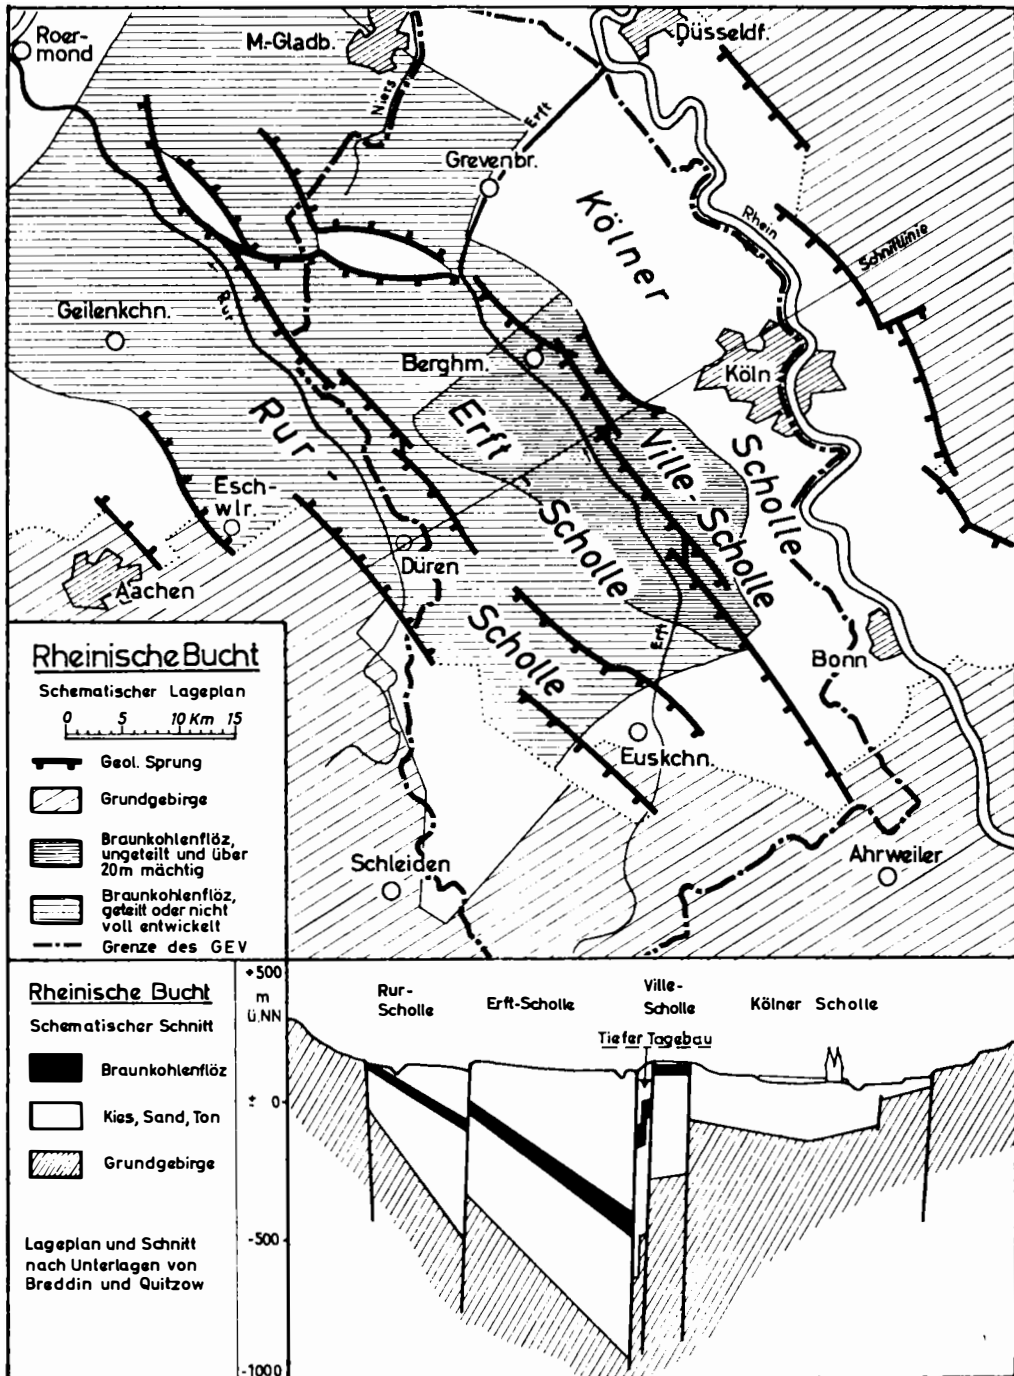 Roer-
mond
M.-Gladb.
Düsseldf.
Niers
Erft
Grevenbr.
Kölner
Rhein
Schnittlinie
Geilenkchn.
Rur
Berghm.
Köln
Rur
Erft
Ville-
Scholle
Esch-
wlr.
Scholle
Scholle
Düren
Aachen
Scholle
Erft
Bonn
Euskchn.
Schleiden
Ahrweiler
Rheinische Bucht
Schematischer Lageplan
0 5 10 Km 15
Geol. Sprung
Grundgebirge
Braunkohlenflöz,
ungeteilt und über
20m mächtig
Braunkohlenflöz,
geteilt oder nicht
voll entwickelt
Grenze des GEV
Rheinische Bucht
Schematischer Schnitt
Braunkohlenflöz
Kies, Sand, Ton
Grundgebirge
Lageplan und Schnitt
nach Unterlagen von
Breddin und Quitzow
+500
m
ü.NN
± 0
-500
-1000
Rur-
Scholle
Erft-Scholle
Ville-
Scholle
Kölner Scholle
Tiefer Tagebau